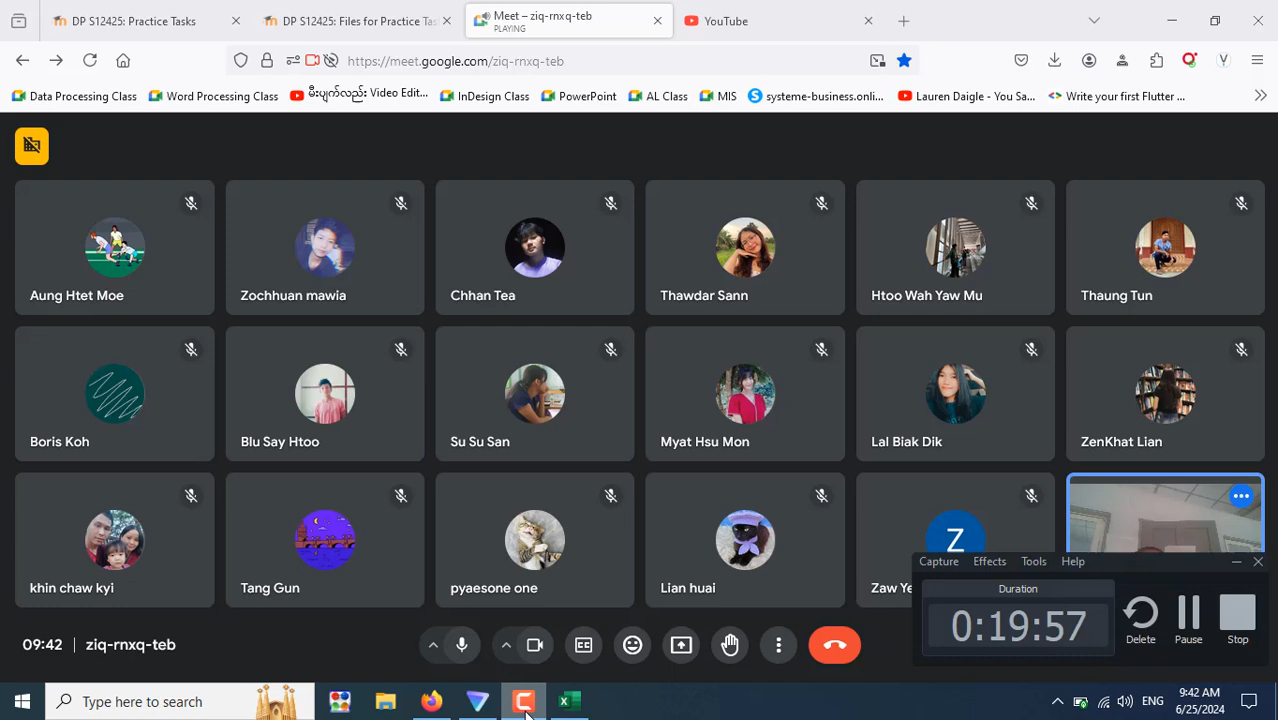 DP S12425: Practice Tasks
DP S12425: Files for Practice Tas
Meet – ziq-rnxq-teb
PLAYING
YouTube
https://meet.google.com/ziq-rnxq-teb
Data Processing Class
Word Processing Class
မီးပျက်လည်း Video Edit...
InDesign Class
PowerPoint
AL Class
MIS
systeme-business.onli...
Lauren Daigle - You Sa...
Write your first Flutter ...
Aung Htet Moe
Zochhuan mawia
Chhan Tea
Thawdar Sann
Htoo Wah Yaw Mu
Thaung Tun
Boris Koh
Blu Say Htoo
Su Su San
Myat Hsu Mon
Lal Biak Dik
ZenKhat Lian
khin chaw kyi
Tang Gun
pyaesone one
Lian huai
Z
Zaw Ye
Capture Effects Tools Help
Duration
0:19:57
Delete
Pause
Stop
09:42 ziq-rnxq-teb
Type here to search
ENG
9:42 AM
6/25/2024